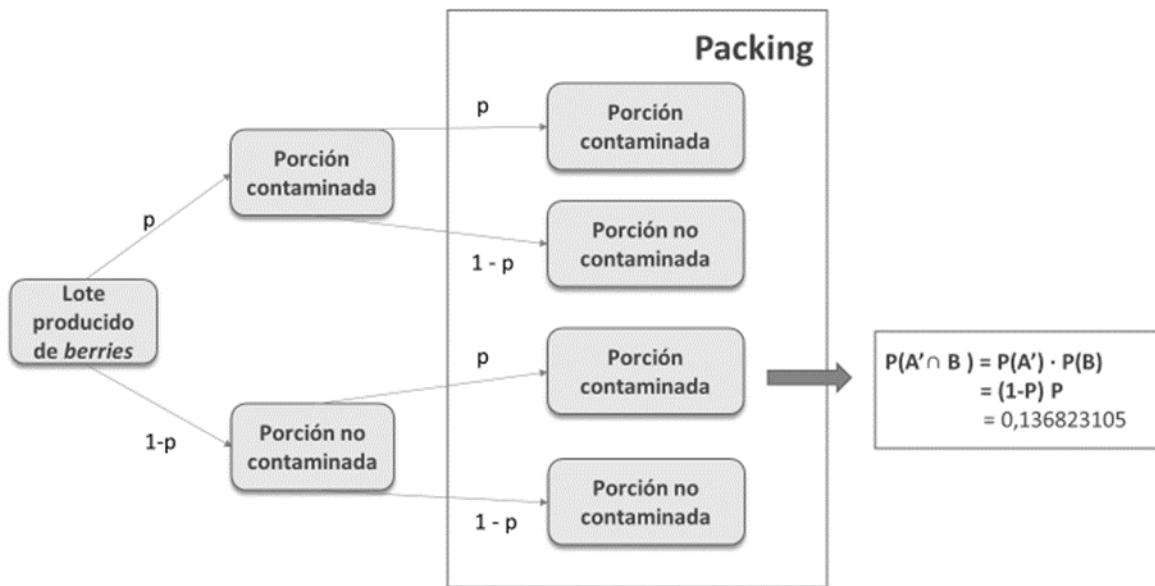 Packing
p
Porción
contaminada
Porción
contaminada
p
1 - p
Porción no
contaminada
Lote
producido
de berries
p
Porción
contaminada
P(A’∩ B ) = P(A’) · P(B)
= (1-P) P
= 0,136823105
1-p
Porción no
contaminada
1 - p
Porción no
contaminada